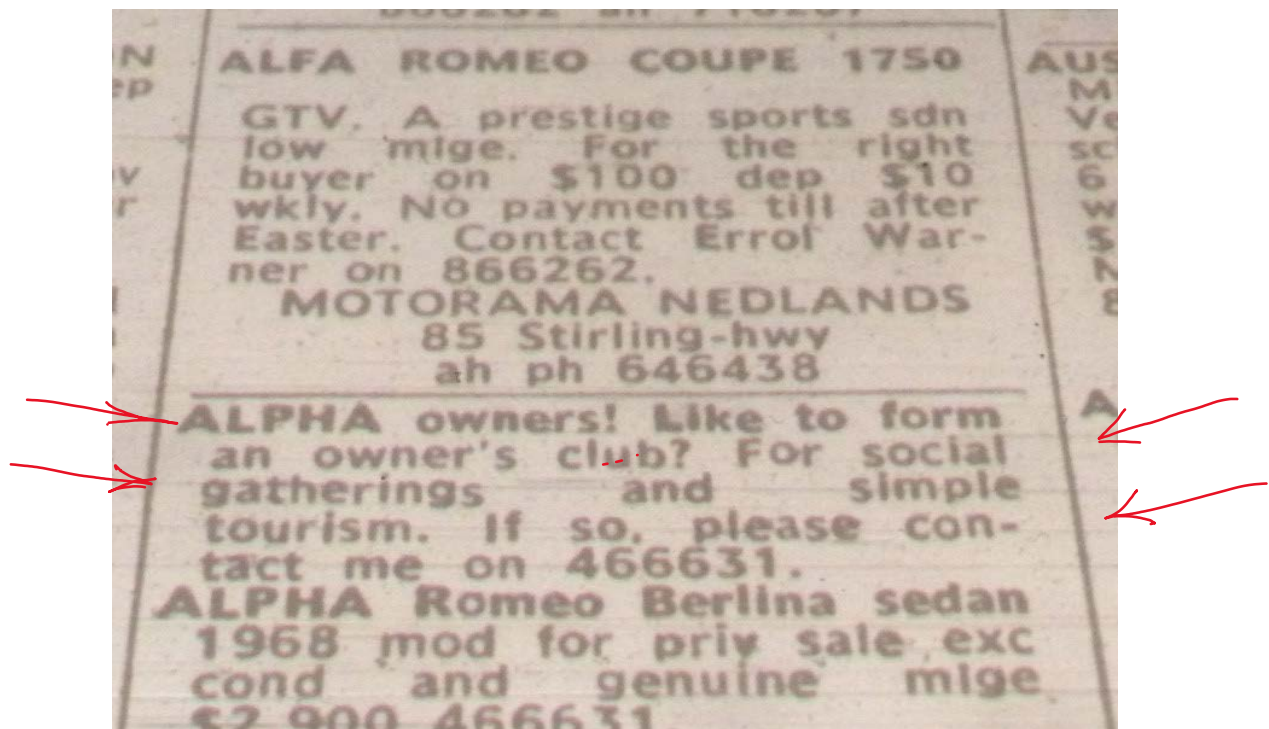 ALFA ROMEO COUPE 1750
GTV. A prestige sports sdn
low mlge. For the right
buyer on $100 dep $10
wkly. No payments till after
Easter. Contact Errol War-
ner on 866262.
MOTORAMA NEDLANDS
85 Stirling-hwy
ah ph 646438
ALPHA owners! Like to form
an owner's club? For social
gatherings and simple
tourism. If so, please con-
tact me on 466631.
ALPHA Romeo Berlina sedan
1968 mod for priv sale exc
cond and genuine mlge
$2,900 466631